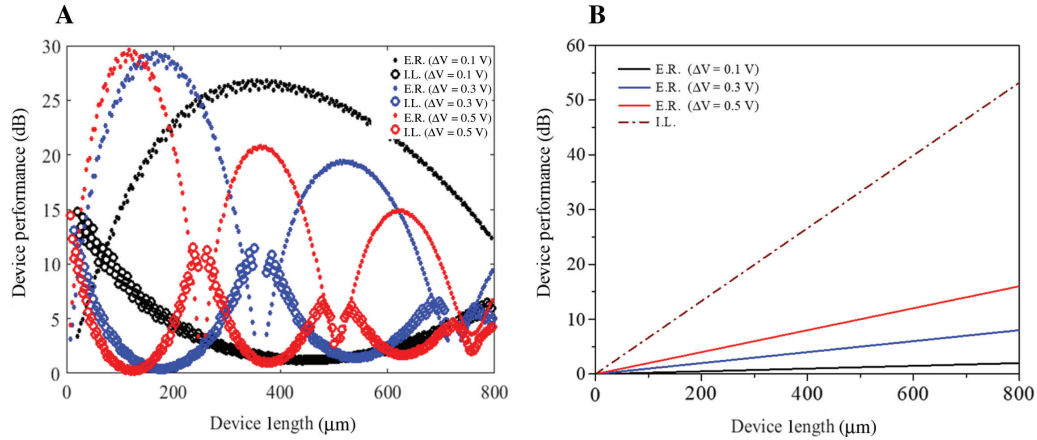 A
30
25
20
15
10
5
0
0
200
400
600
800
Device performance (dB)
Device length (μm)
E.R. (ΔV = 0.1 V)
I.L. (ΔV = 0.1 V)
E.R. (ΔV = 0.3 V)
I.L. (ΔV = 0.3 V)
E.R. (ΔV = 0.5 V)
I.L. (ΔV = 0.5 V)
B
60
50
40
30
20
10
0
0
200
400
600
800
Device performance (dB)
Device length (μm)
E.R. (ΔV = 0.1 V)
E.R. (ΔV = 0.3 V)
E.R. (ΔV = 0.5 V)
I.L.